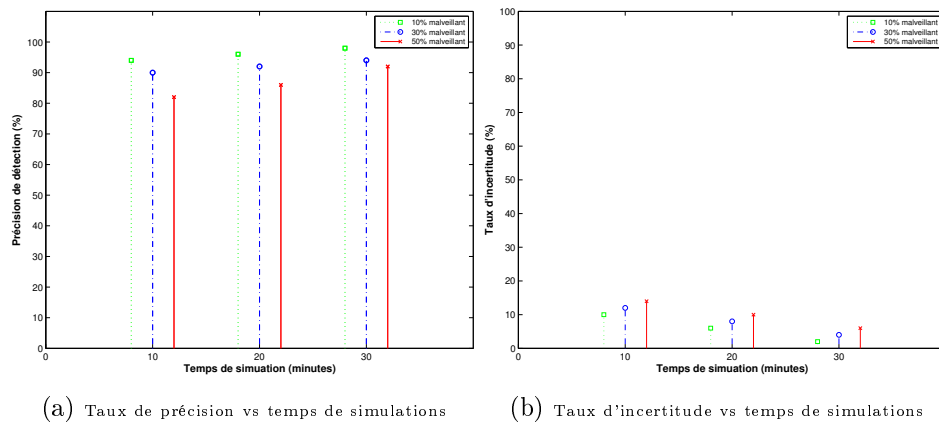 10% malveillant
30% malveillant
50% malveillant
110
100
90
80
70
60
50
40
30
20
10
0
Précision de détection (%)
0 10 20 30
Temps de simuation (minutes)
(a) Taux de précision vs temps de simulations
10% malveillant
30% malveillant
50% malveillant
100
90
80
70
60
50
40
30
20
10
0
Taux d'incertitude (%)
0 10 20 30
Temps de simuation (minutes)
(b) Taux d'incertitude vs temps de simulations